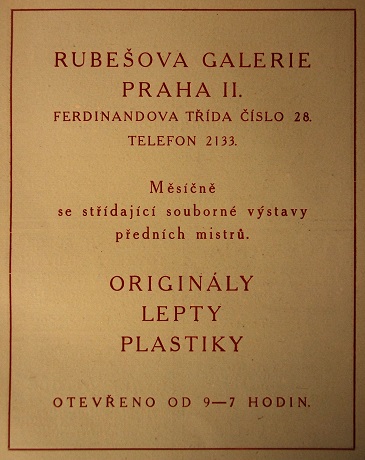 RUBEŠOVA GALERIE
PRAHA II.
FERDINANDOVA TŘÍDA ČÍSLO 28.
TELEFON 2133.
Měsíčně
se střídající souborné výstavy
předních mistrů.
ORIGINÁLY
LEPTY
PLASTIKY
OTEVŘENO OD 9—7 HODIN.